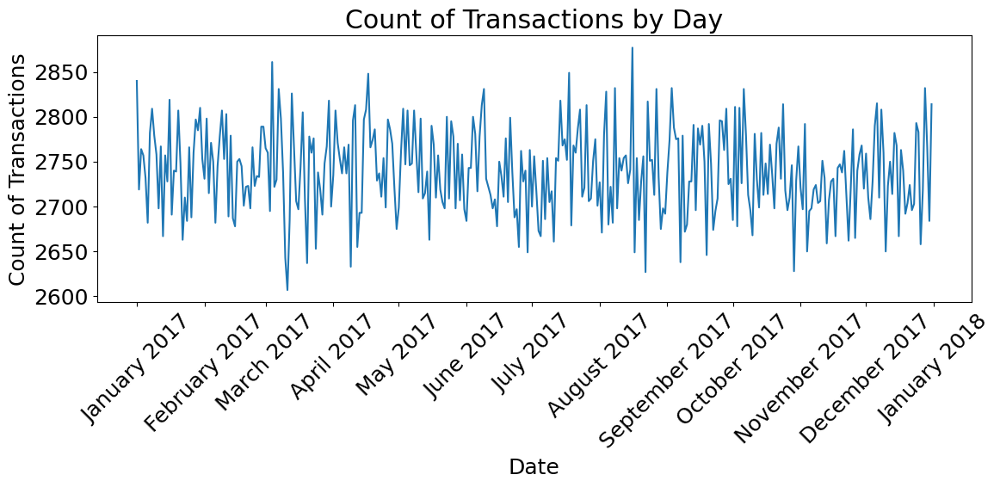 Count of Transactions by Day
Count of Transactions
2850
2800
2750
2700
2650
2600
January 2017
February 2017
March 2017
April 2017
May 2017
June 2017
July 2017
August 2017
September 2017
October 2017
November 2017
December 2017
January 2018
Date